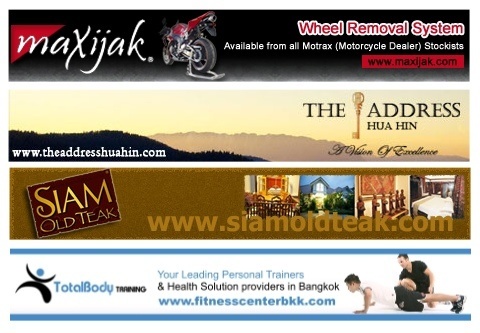 maxijak®
Wheel Removal System
Available from all Motrax (Motorcycle Dealer) Stockists
www.maxijak.com
THE ADDRESS
HUA HIN
A Vision Of Excellence
www.theaddresshuahin.com
SIAM
OLD TEAK
www.siamoldteak.com
TotalBody TRAINING
Your Leading Personal Trainers
& Health Solution providers in Bangkok
www.fitnesscenterbkk.com